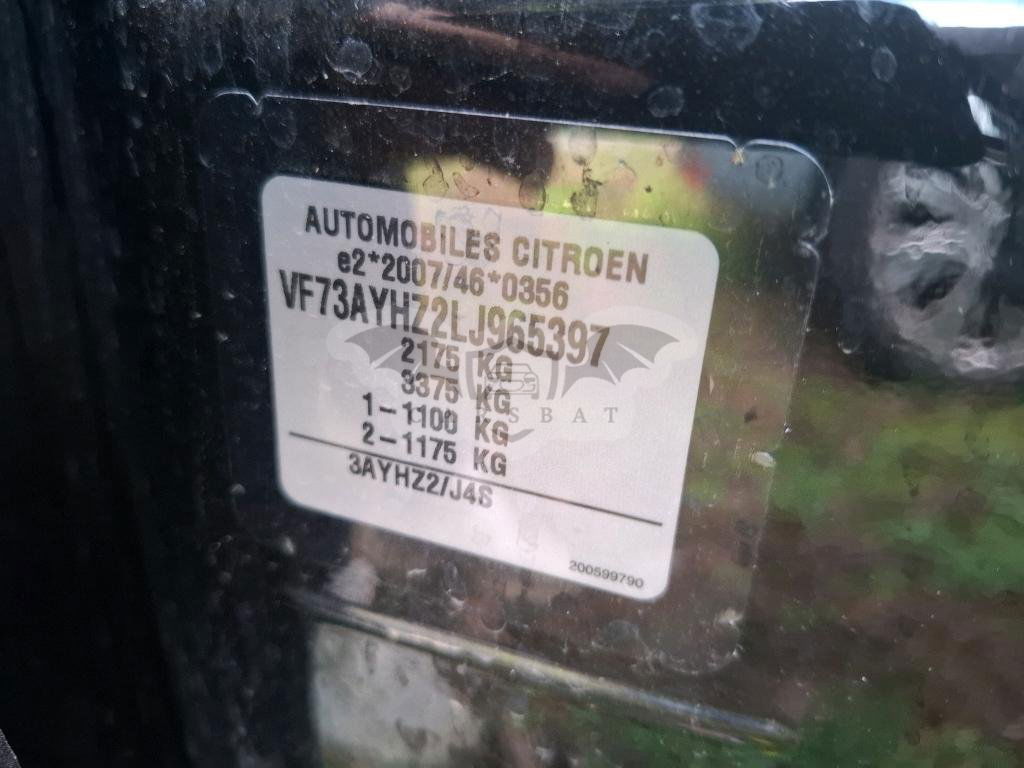 AUTOMOBILES CITROEN
e2*2007/46*0356
VF73AYHZ2LJ965397
2175 KG
3375 KG
1-1100 KG
2-1175 KG
3AYHZ2/J4S
200599790